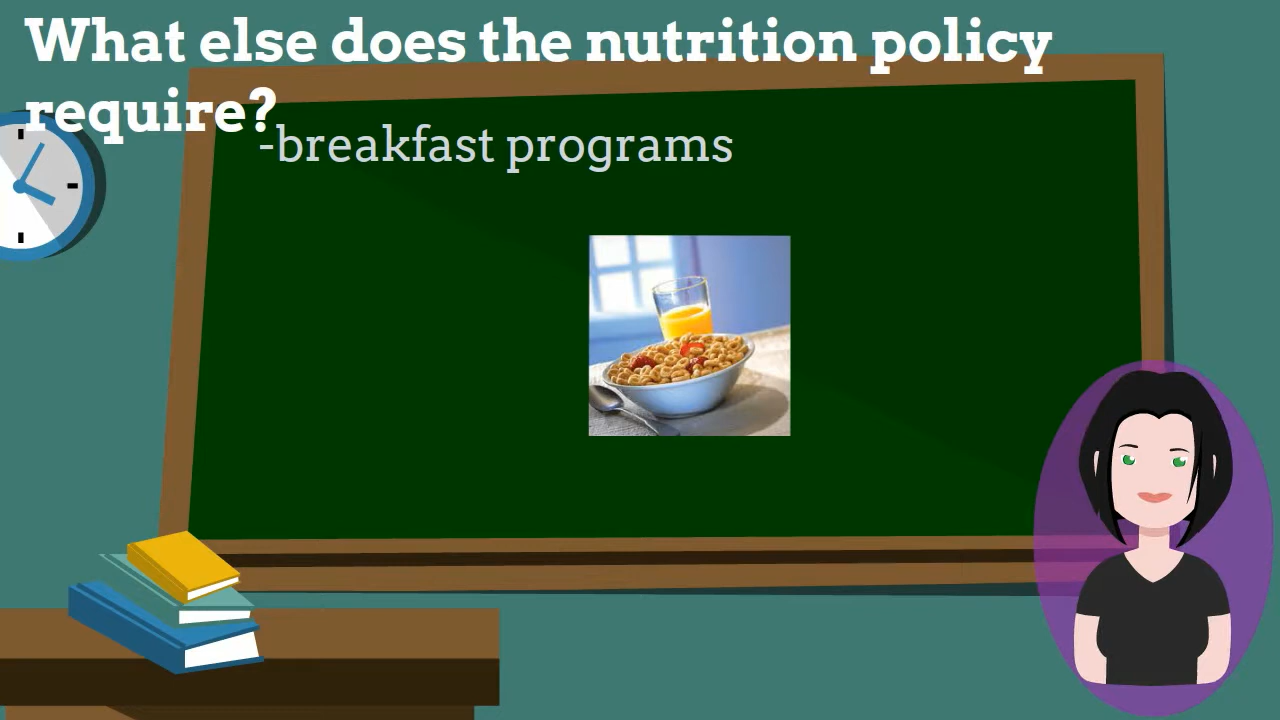 What else does the nutrition policy
require?
-breakfast programs